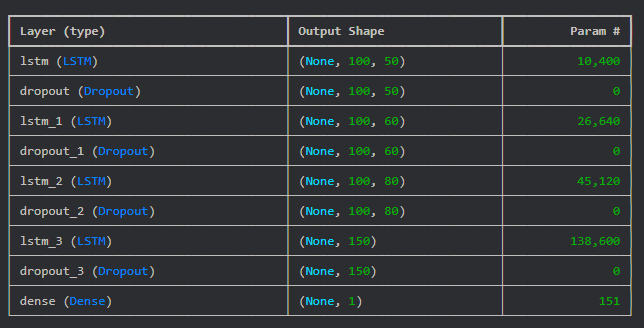 Layer (type) Output Shape Param #
lstm (LSTM) (None, 100, 50) 10,400
dropout (Dropout) (None, 100, 50) 0
lstm_1 (LSTM) (None, 100, 60) 26,640
dropout_1 (Dropout) (None, 100, 60) 0
lstm_2 (LSTM) (None, 100, 80) 45,120
dropout_2 (Dropout) (None, 100, 80) 0
lstm_3 (LSTM) (None, 150) 138,600
dropout_3 (Dropout) (None, 150) 0
dense (Dense) (None, 1) 151